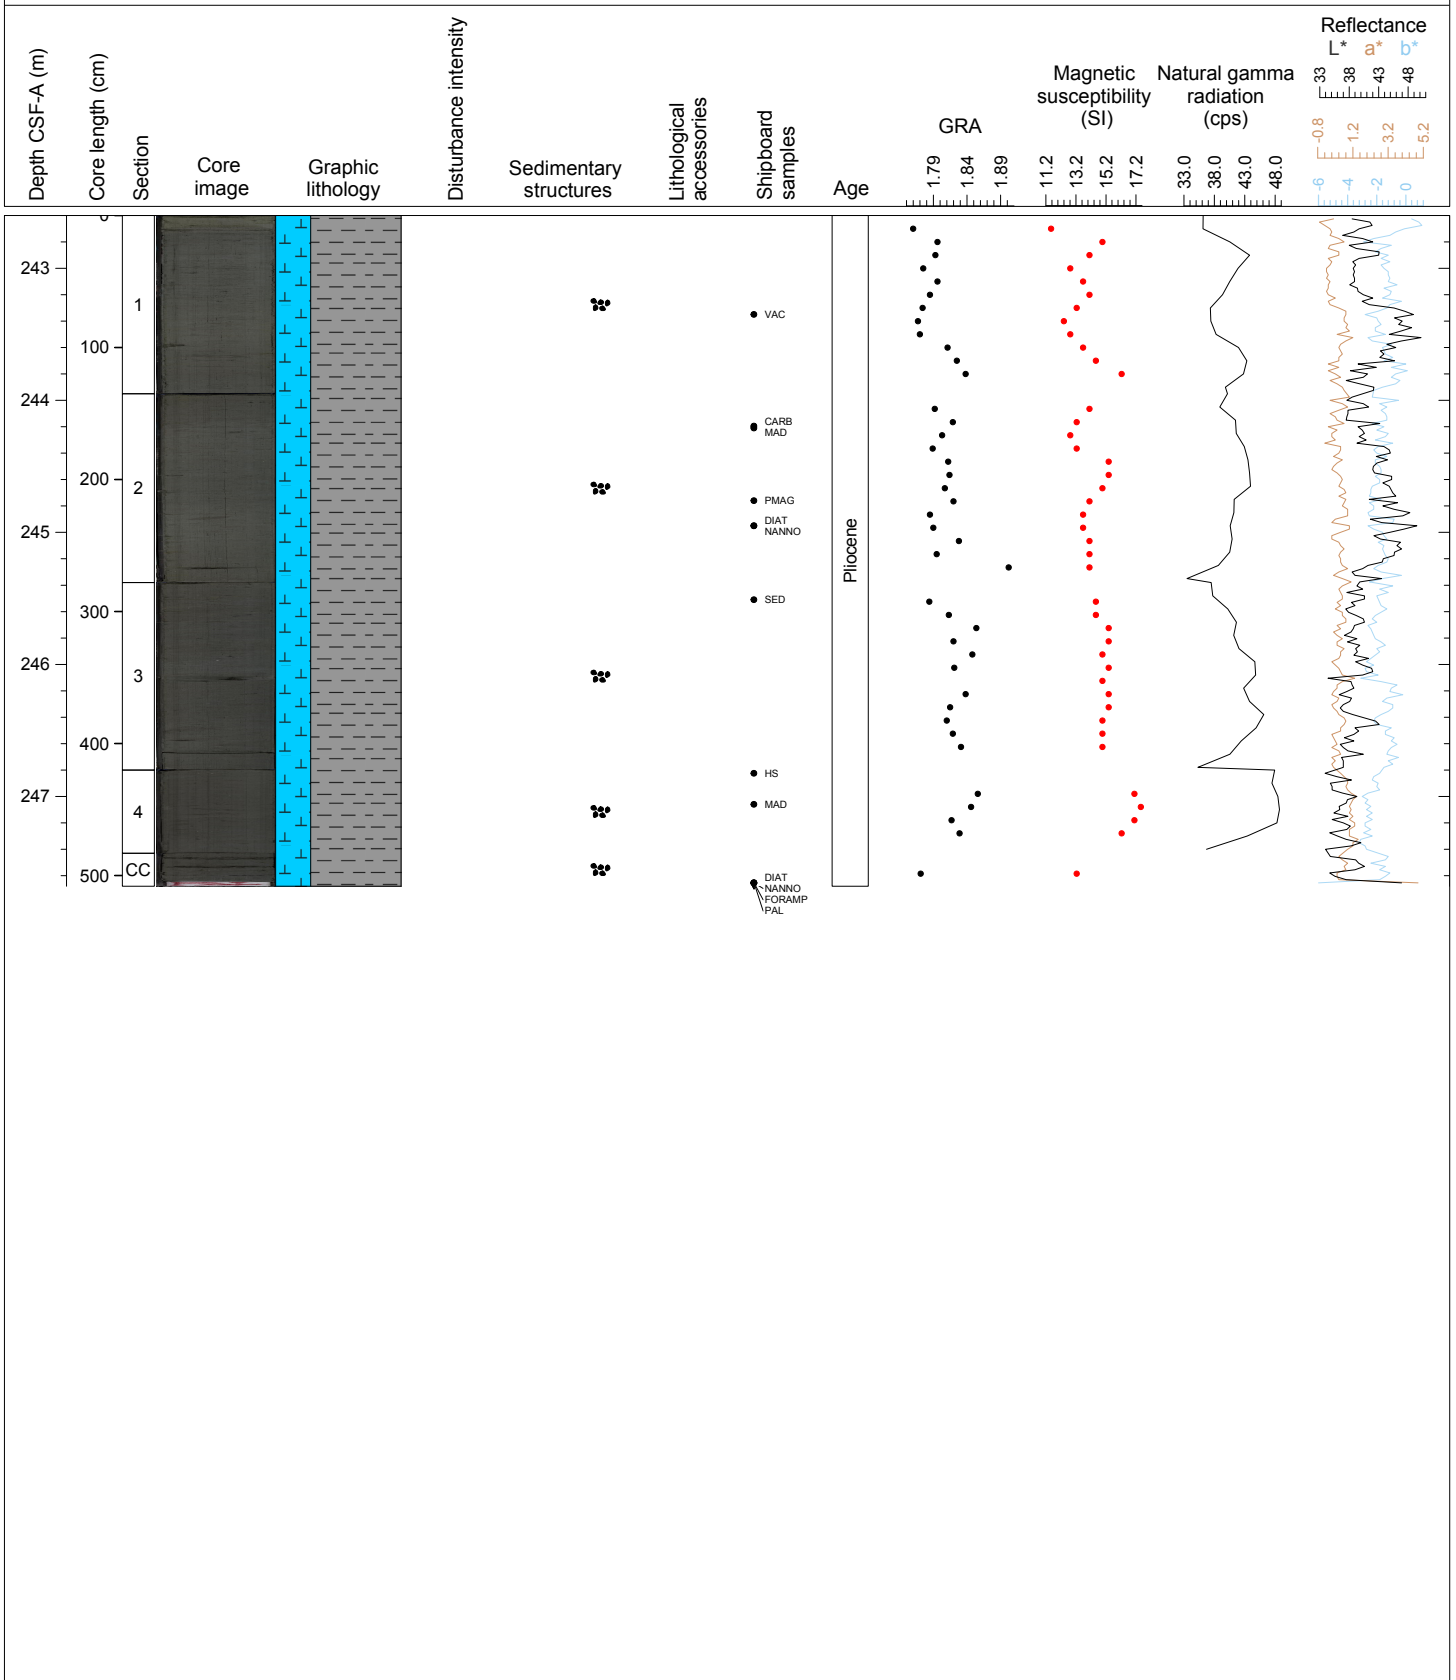 Depth CSF-A (m)
Core length (cm)
Section
Core
image
Graphic
lithology
Disturbance intensity
Sedimentary
structures
Lithological
accessories
Shipboard
samples
Age
GRA
1.79
1.84
1.89
Magnetic
susceptibility
(SI)
11.2
13.2
15.2
17.2
Natural gamma
radiation
(cps)
33.0
38.0
43.0
48.0
Reflectance
L* a* b*
33
38
43
48
-0.8
1.2
3.2
5.2
-6
-4
-2
0
0
243
1
VAC
100
244
CARB
MAD
200
2
PMAG
DIAT
NANNO
245
Pliocene
SED
300
246
3
400
HS
247
MAD
4
500
CC
DIAT
NANNO
FORAMP
PAL